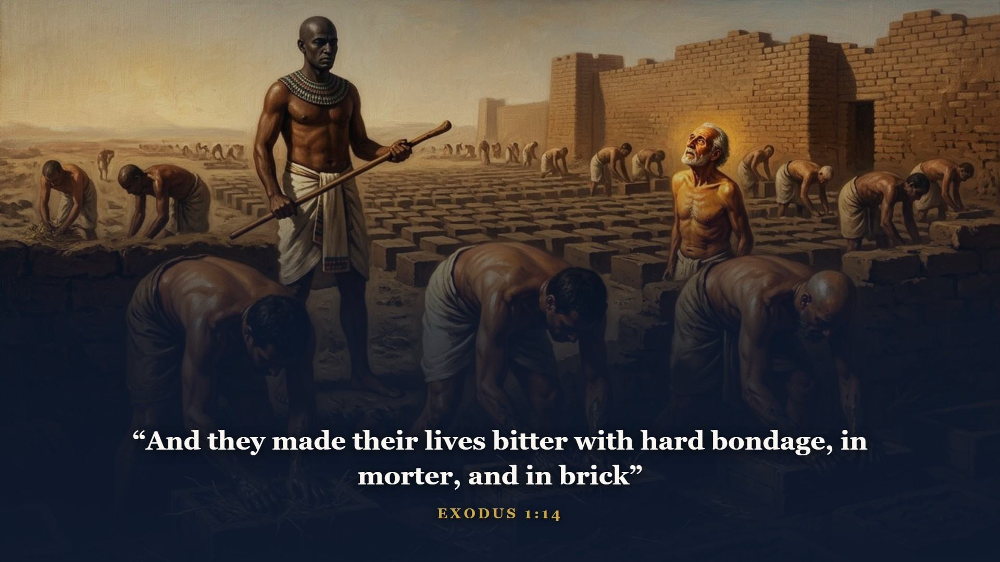 “And they made their lives bitter with hard bondage, in
morter, and in brick”
EXODUS 1:14